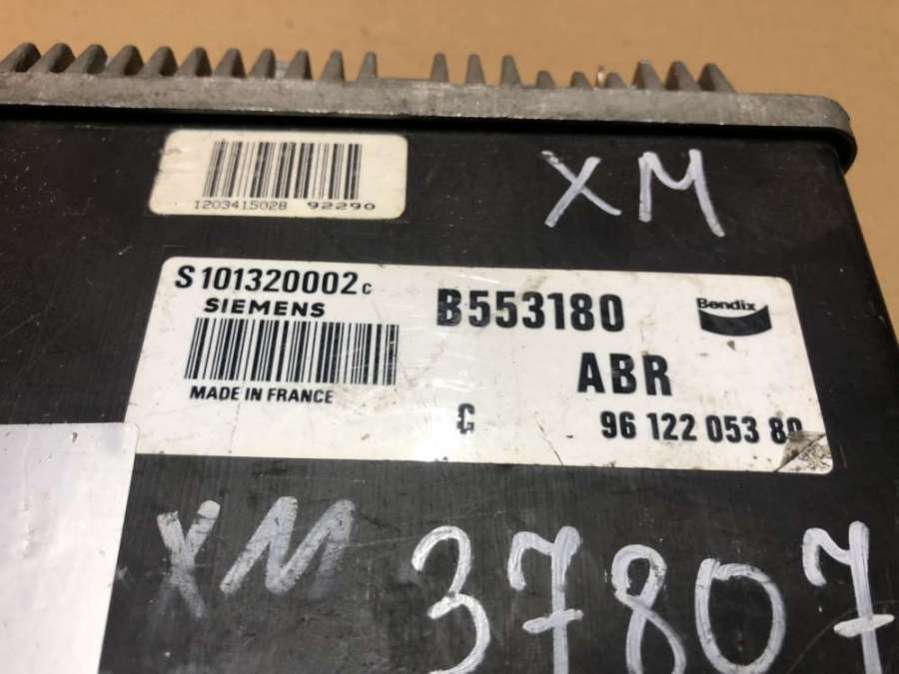 1203415028 92290
XM
S101320002c
SIEMENS
MADE IN FRANCE
B553180
Bendix
ABR
G
96 122 053 80
XM
37807